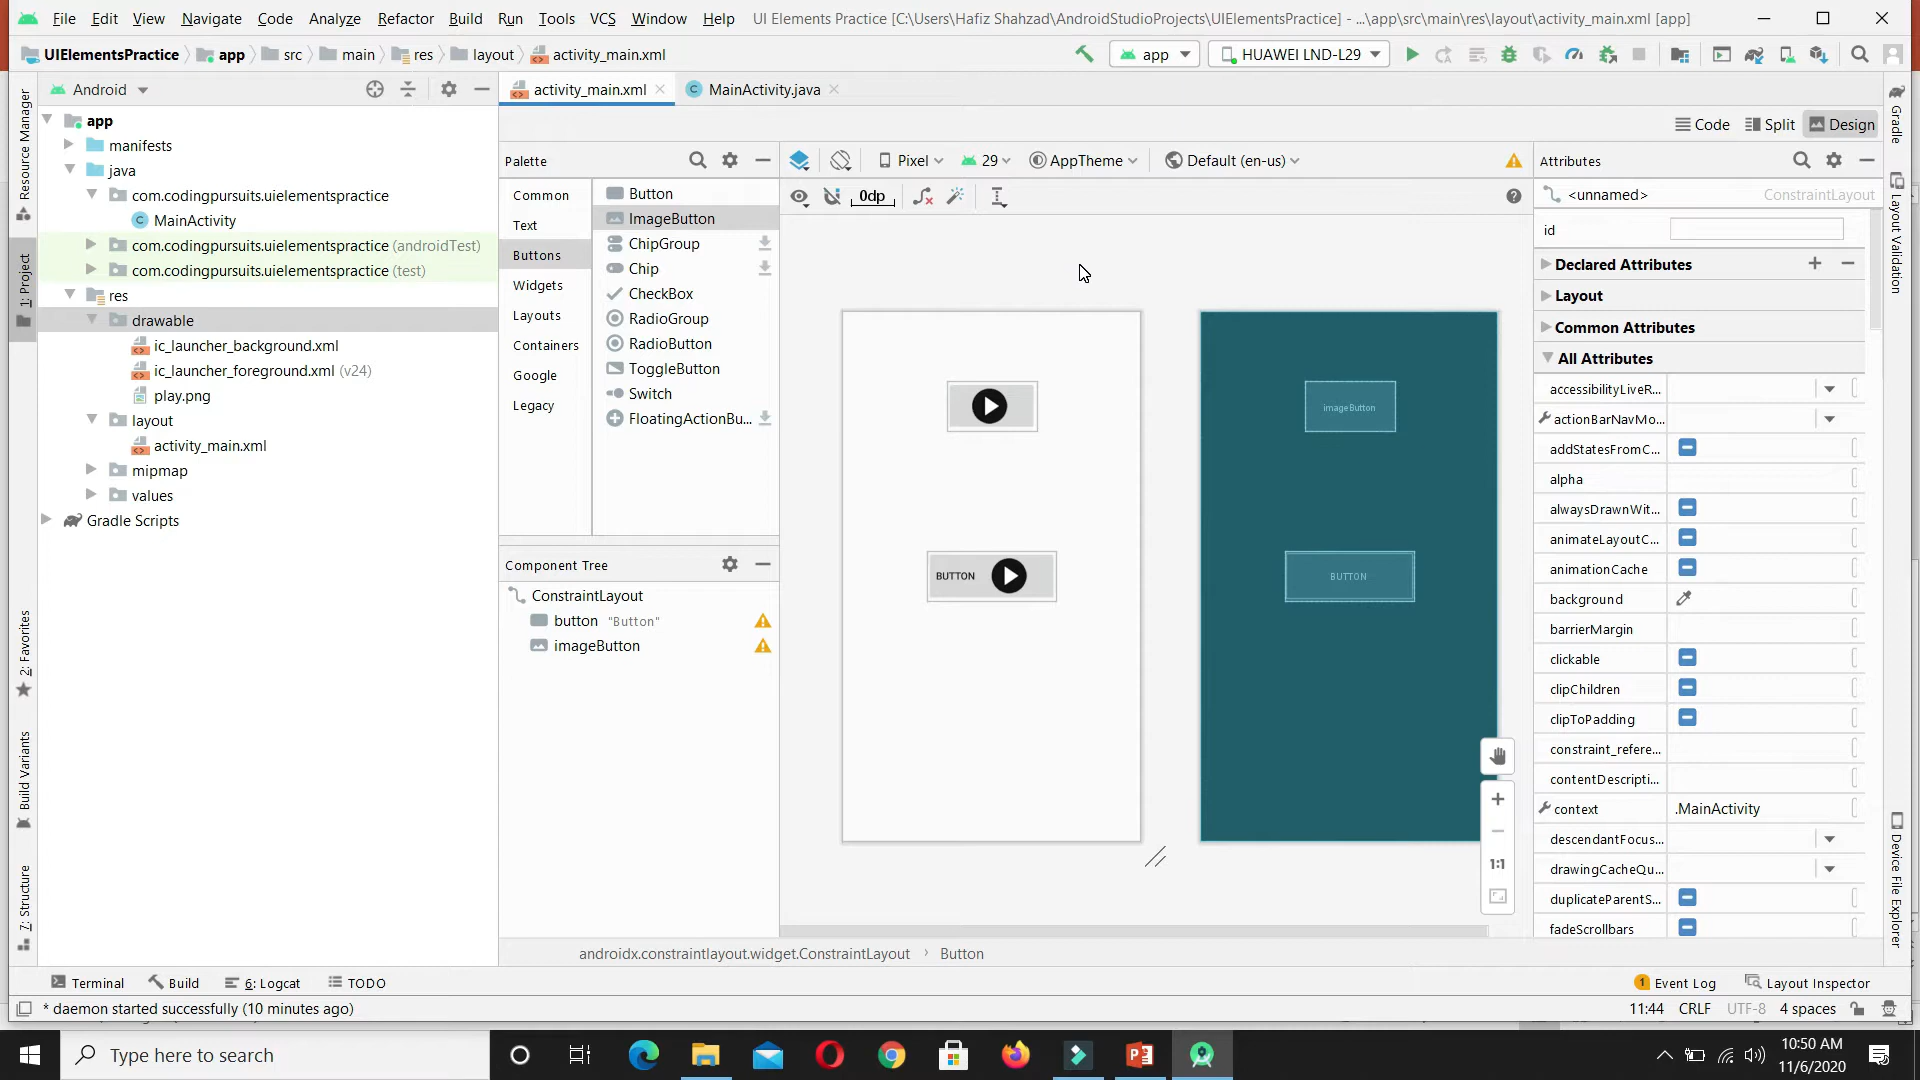 File Edit View Navigate Code Analyze Refactor Build Run Tools VCS Window Help UI Elements Practice [C:\Users\Hafiz Shahzad\AndroidStudioProjects\UIElementsPractice] - ...\app\src\main\res\layout\activity_main.xml [app]
UIElementsPractice app src main res layout activity_main.xml app HUAWEI LND-L29
Android activity_main.xml MainActivity.java
Code Split Design
Resource Manager
1: Project
2: Favorites
Build Variants
7: Structure
app
manifests
java
com.codingpursuits.uielementspractice
MainActivity
com.codingpursuits.uielementspractice (androidTest)
com.codingpursuits.uielementspractice (test)
res
drawable
ic_launcher_background.xml
ic_launcher_foreground.xml (v24)
play.png
layout
activity_main.xml
mipmap
values
Gradle Scripts
Palette
Common
Text
Buttons
Widgets
Layouts
Containers
Google
Legacy
Button
ImageButton
ChipGroup
Chip
CheckBox
RadioGroup
RadioButton
ToggleButton
Switch
FloatingActionBu...
Component Tree
ConstraintLayout
button "Button"
imageButton
Pixel 29 AppTheme Default (en-us)
0dp
BUTTON
imageButton
BUTTON
1:1
androidx.constraintlayout.widget.ConstraintLayout Button
Attributes
<unnamed> ConstraintLayout
id
Declared Attributes
Layout
Common Attributes
All Attributes
accessibilityLiveR...
actionBarNavMo...
addStatesFromC...
alpha
alwaysDrawnWit...
animateLayoutC...
animationCache
background
barrierMargin
clickable
clipChildren
clipToPadding
constraint_refere...
contentDescripti...
context .MainActivity
descendantFocus...
drawingCacheQu...
duplicateParentS...
fadeScrollbars
Gradle
Layout Validation
Device File Explorer
Terminal Build 6: Logcat TODO 1 Event Log Layout Inspector
* daemon started successfully (10 minutes ago) 11:44 CRLF UTF-8 4 spaces
Type here to search
10:50 AM
11/6/2020